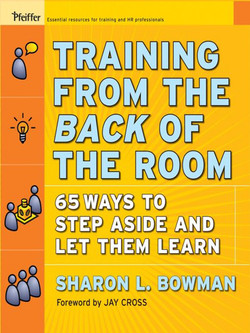 Pfeiffer
Essential resources for training and HR professionals
TRAINING
FROM THE
BACK OF
THE ROOM
65 WAYS TO
STEP ASIDE AND
LET THEM LEARN
SHARON L. BOWMAN
Foreword by JAY CROSS